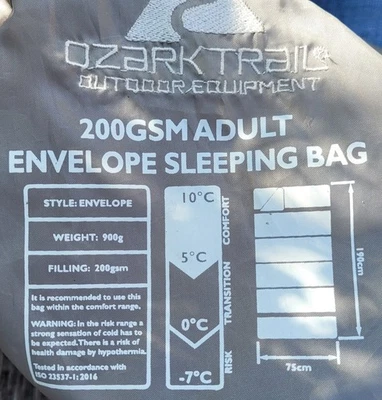 OZARK TRAIL
OUTDOOR EQUIPMENT
200GSM ADULT
ENVELOPE SLEEPING BAG
STYLE: ENVELOPE
WEIGHT: 900g
FILLING: 200gsm
It is recommended to use this
bag within the comfort range.
WARNING: In the risk range a
strong sensation of cold has to
be expected. There is a risk of
health damage by hypothermia.
Tested in accordance with
ISO 23537-1: 2016
10°C
5°C
0°C
-7°C
COMFORT
TRANSITION
RISK
190cm
75cm